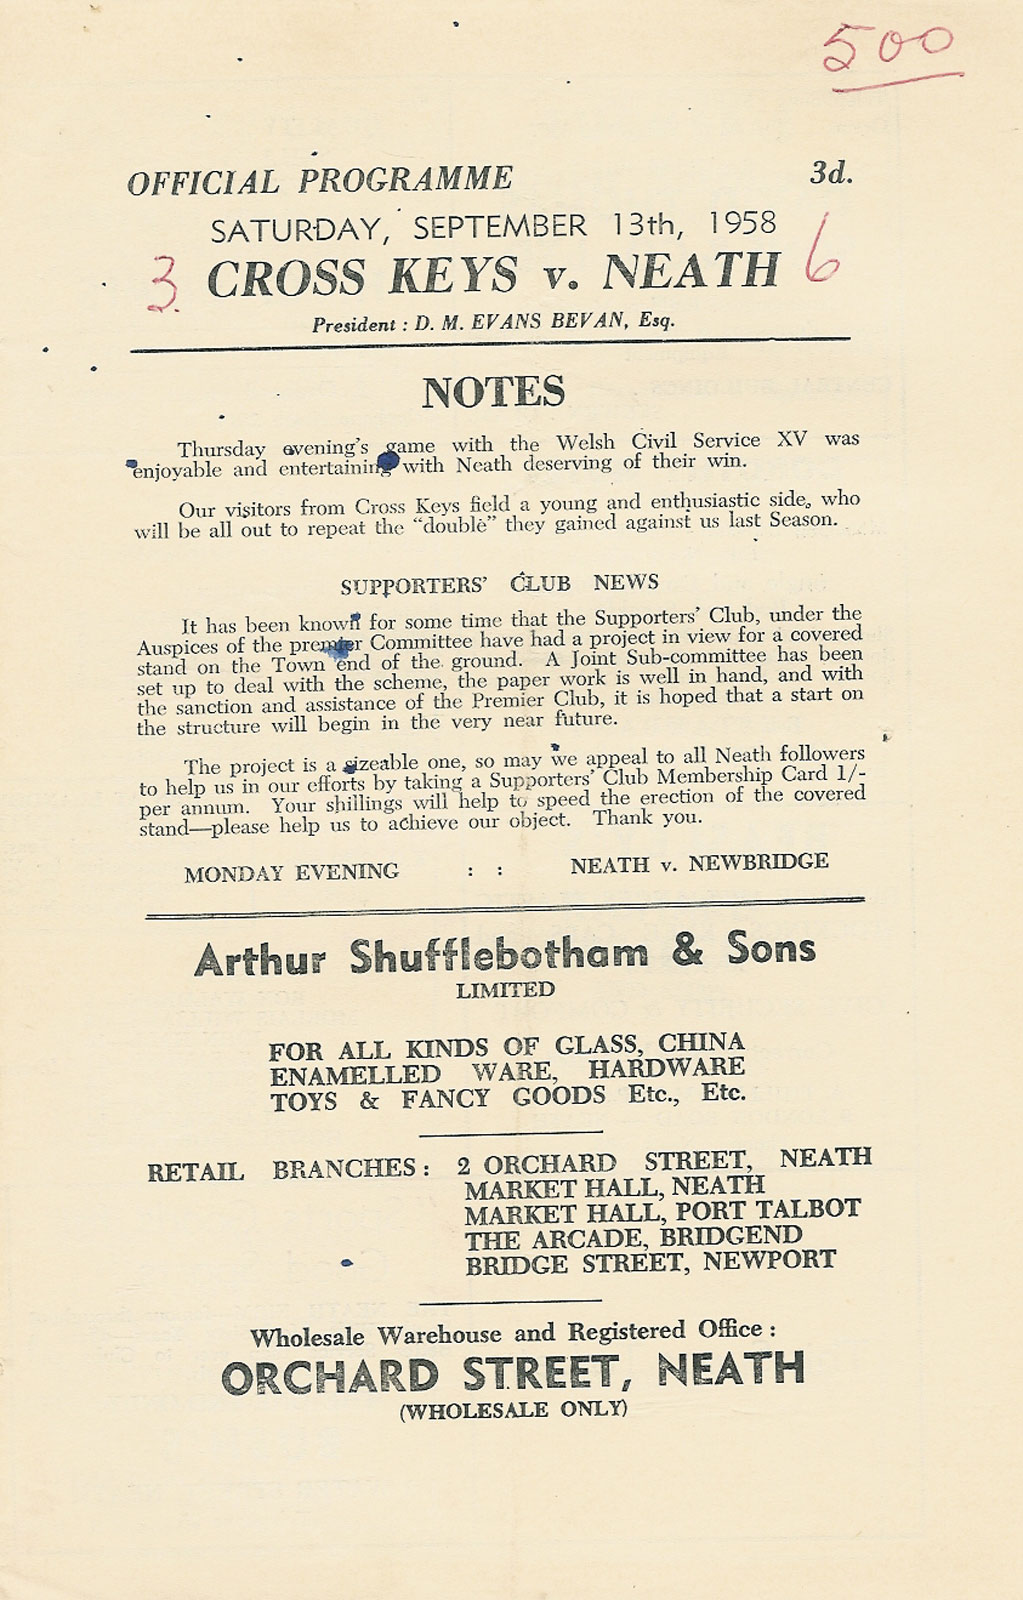 500
OFFICIAL PROGRAMME 3d.
SATURDAY, SEPTEMBER 13th, 1958
3 CROSS KEYS v. NEATH 6
President : D. M. EVANS BEVAN, Esq.
NOTES
Thursday evening's game with the Welsh Civil Service XV was
enjoyable and entertaining with Neath deserving of their win.
Our visitors from Cross Keys field a young and enthusiastic side, who
will be all out to repeat the "double" they gained against us last Season.
SUPPORTERS' CLUB NEWS
It has been known for some time that the Supporters' Club, under the
Auspices of the premier Committee have had a project in view for a covered
stand on the Town end of the ground. A Joint Sub-committee has been
set up to deal with the scheme, the paper work is well in hand, and with
the sanction and assistance of the Premier Club, it is hoped that a start on
the structure will begin in the very near future.
The project is a sizeable one, so may we appeal to all Neath followers
to help us in our efforts by taking a Supporters' Club Membership Card 1/-
per annum. Your shillings will help to speed the erection of the covered
stand—please help us to achieve our object. Thank you.
MONDAY EVENING : : NEATH v. NEWBRIDGE
Arthur Shufflebotham & Sons
LIMITED
FOR ALL KINDS OF GLASS, CHINA
ENAMELLED WARE, HARDWARE
TOYS & FANCY GOODS Etc., Etc.
RETAIL BRANCHES: 2 ORCHARD STREET, NEATH
MARKET HALL, NEATH
MARKET HALL, PORT TALBOT
THE ARCADE, BRIDGEND
BRIDGE STREET, NEWPORT
Wholesale Warehouse and Registered Office :
ORCHARD STREET, NEATH
(WHOLESALE ONLY)